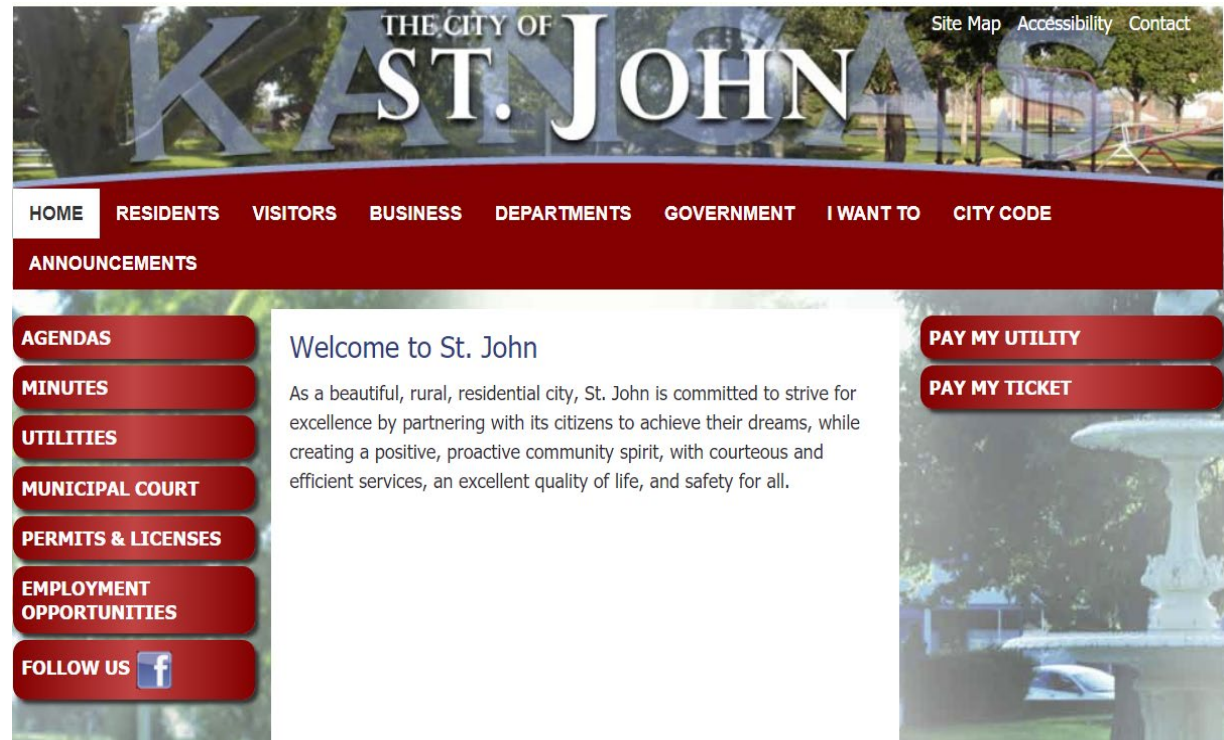 KANSAS
THE CITY OF
ST. JOHN
Site Map Accessibility Contact
HOME RESIDENTS VISITORS BUSINESS DEPARTMENTS GOVERNMENT I WANT TO CITY CODE
ANNOUNCEMENTS
AGENDAS
MINUTES
UTILITIES
MUNICIPAL COURT
PERMITS & LICENSES
EMPLOYMENT
OPPORTUNITIES
FOLLOW US f
Welcome to St. John
As a beautiful, rural, residential city, St. John is committed to strive for
excellence by partnering with its citizens to achieve their dreams, while
creating a positive, proactive community spirit, with courteous and
efficient services, an excellent quality of life, and safety for all.
PAY MY UTILITY
PAY MY TICKET